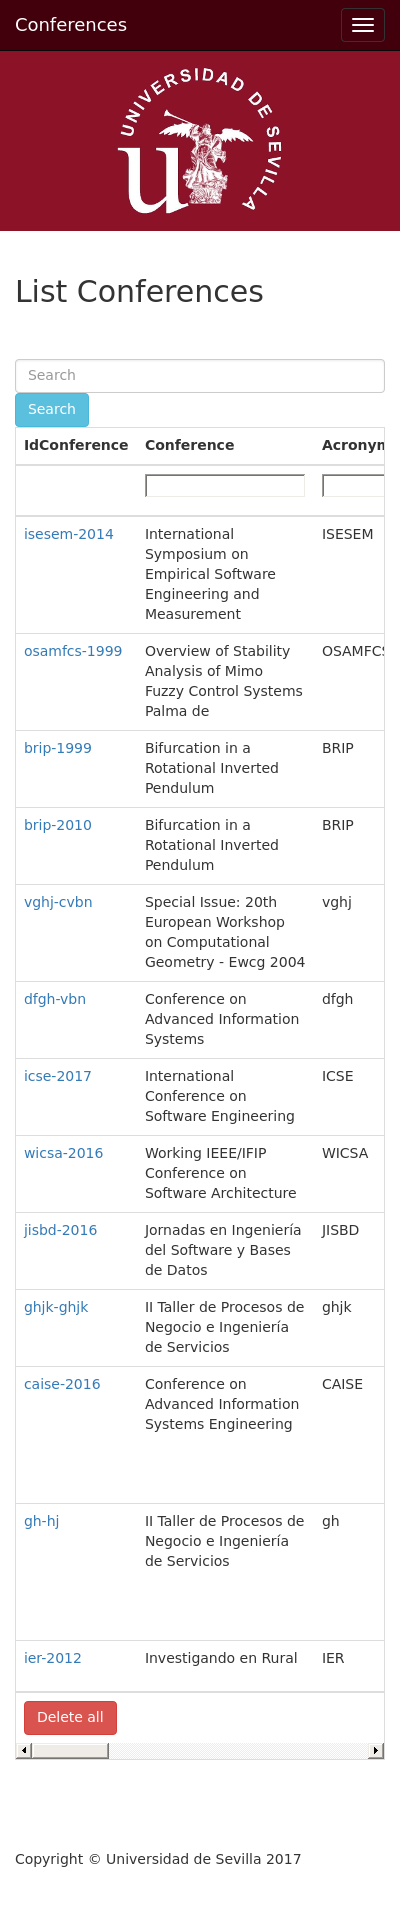 Conferences
UNIVERSIDAD DE SEVILLA
u
List Conferences
Search
Search
IdConference Conference Acronym
isesem-2014 International ISESEM
Symposium on
Empirical Software
Engineering and
Measurement
osamfcs-1999 Overview of Stability OSAMFCS
Analysis of Mimo
Fuzzy Control Systems
Palma de
brip-1999 Bifurcation in a BRIP
Rotational Inverted
Pendulum
brip-2010 Bifurcation in a BRIP
Rotational Inverted
Pendulum
vghj-cvbn Special Issue: 20th vghj
European Workshop
on Computational
Geometry - Ewcg 2004
dfgh-vbn Conference on dfgh
Advanced Information
Systems
icse-2017 International ICSE
Conference on
Software Engineering
wicsa-2016 Working IEEE/IFIP WICSA
Conference on
Software Architecture
jisbd-2016 Jornadas en Ingeniería JISBD
del Software y Bases
de Datos
ghjk-ghjk II Taller de Procesos de ghjk
Negocio e Ingeniería
de Servicios
caise-2016 Conference on CAISE
Advanced Information
Systems Engineering
gh-hj II Taller de Procesos de gh
Negocio e Ingeniería
de Servicios
ier-2012 Investigando en Rural IER
Delete all
Copyright © Universidad de Sevilla 2017